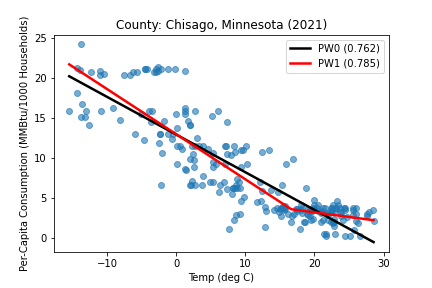 County: Chisago, Minnesota (2021)
Per-Capita Consumption (MMBtu/1000 Households)
25
20
15
10
5
0
PW0 (0.762)
PW1 (0.785)
−10
0
10
20
30
Temp (deg C)